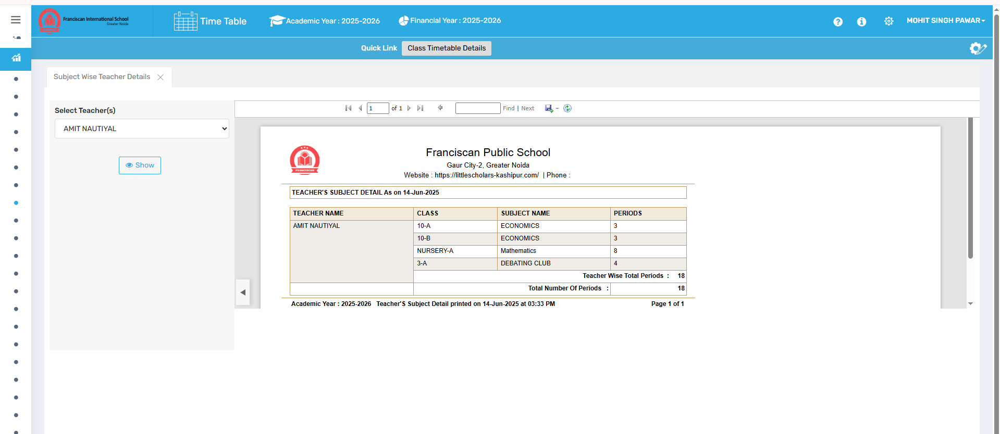 Franciscan International School
Greater Noida
Time Table
Academic Year : 2025-2026
Financial Year : 2025-2026
MOHIT SINGH PAWAR
Quick Link
Class Timetable Details
Subject Wise Teacher Details
Select Teacher(s)
AMIT NAUTIYAL
Show
1 of 1
Find | Next
FRANCISCAN
Franciscan Public School
Gaur City-2, Greater Noida
Website : https://littlescholars-kashipur.com/ | Phone :
TEACHER'S SUBJECT DETAIL As on 14-Jun-2025
TEACHER NAME CLASS SUBJECT NAME PERIODS
AMIT NAUTIYAL 10-A ECONOMICS 3
10-B ECONOMICS 3
NURSERY-A Mathematics 8
3-A DEBATING CLUB 4
Teacher Wise Total Periods : 18
Total Number Of Periods : 18
Academic Year : 2025-2026 Teacher'S Subject Detail printed on 14-Jun-2025 at 03:33 PM Page 1 of 1